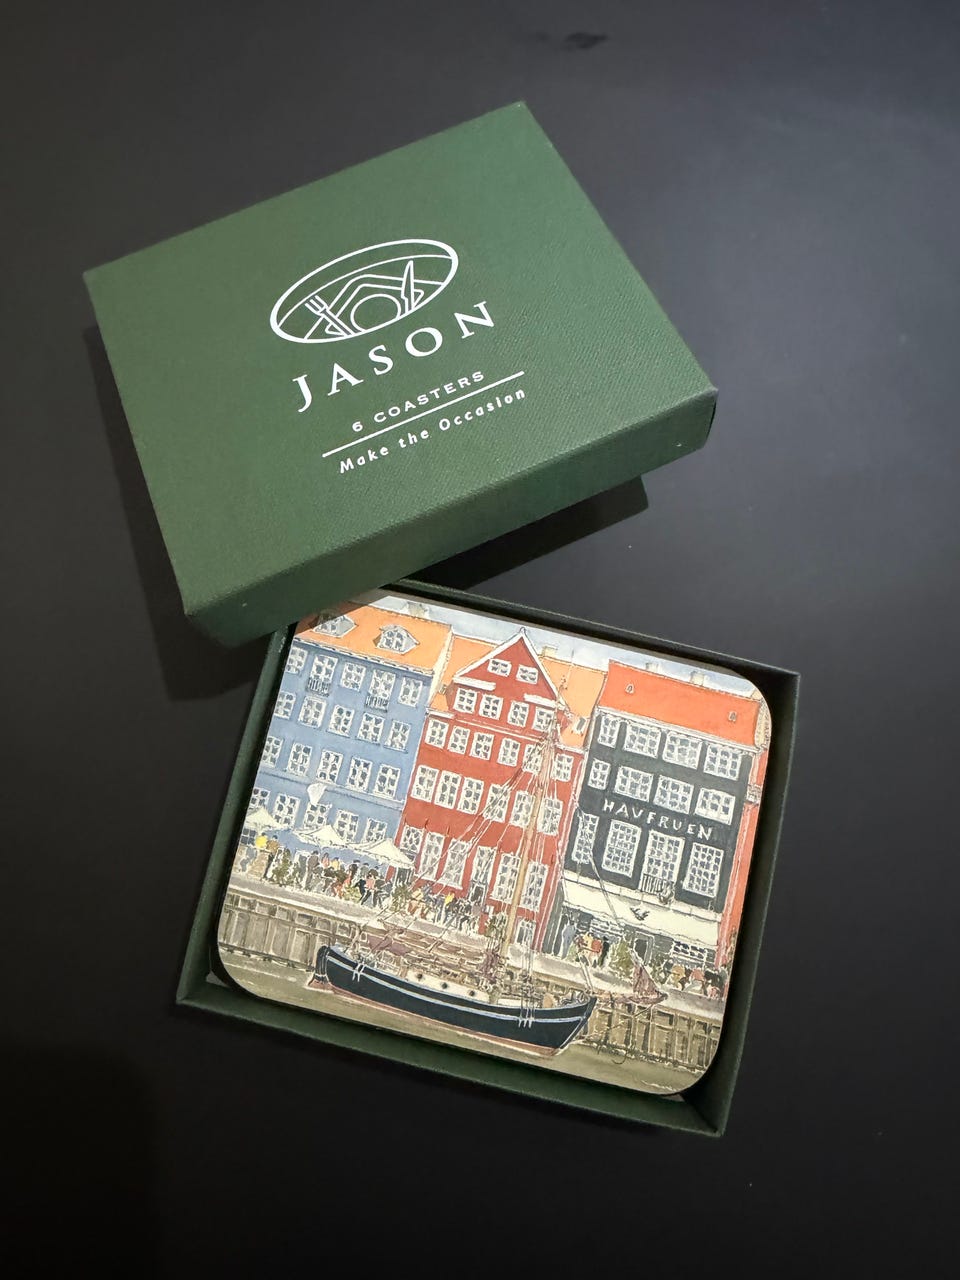 JASON
6 COASTERS
Make the Occasion
HAVFRUEN